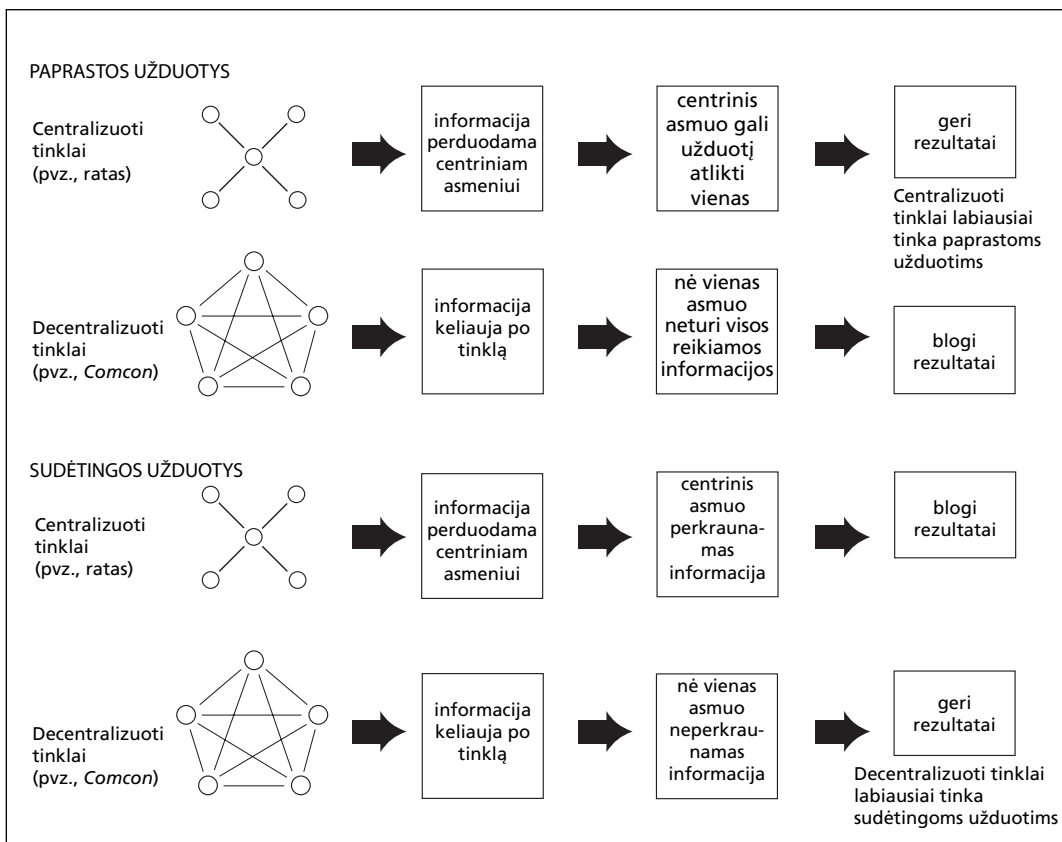 PAPRASTOS UŽDUOTYS
Centralizuoti
tinklai
(pvz., ratas)
informacija
perduodama
centriniam
asmeniui
centrinis
asmuo gali
užduotį
atlikti
vienas
geri
rezultatai
Centralizuoti
tinklai labiausiai
tinka paprastoms
užduotims
Decentralizuoti
tinklai
(pvz., Comcon)
informacija
keliauja po
tinklą
nė vienas
asmuo
neturi visos
reikiamos
informacijos
blogi
rezultatai
SUDĖTINGOS UŽDUOTYS
Centralizuoti
tinklai
(pvz., ratas)
informacija
perduodama
centriniam
asmeniui
centrinis
asmuo
perkrauna-
mas
informacija
blogi
rezultatai
Decentralizuoti
tinklai
(pvz., Comcon)
informacija
keliauja po
tinklą
nė vienas
asmuo
neperkrau-
namas
informacija
geri
rezultatai
Decentralizuoti tinklai
labiausiai tinka
sudėtingoms užduotims